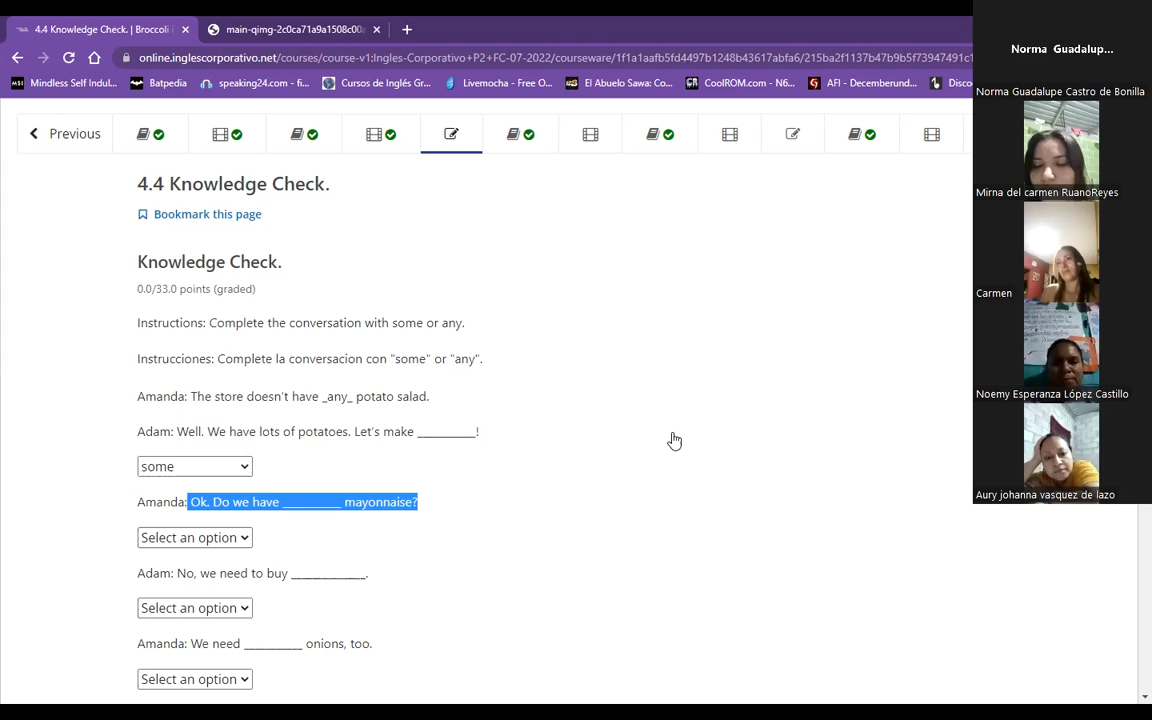 4.4 Knowledge Check. | Broccoli
main-qimg-2c0ca71a9a1508c00
online.inglescorporativo.net/courses/course-v1:Ingles-Corporativo+P2+FC-07-2022/courseware/1f1a1aafb5fd4497b1248b43617abfa6/215ba2f1137b47b9b5f73947491c1
Mindless Self Indul...
Batpedia
speaking24.com - fi...
Cursos de Inglés Gr...
Livemocha - Free O...
El Abuelo Sawa: Co...
CoolROM.com - N6...
AFI - Decemberund...
Disco
Previous
4.4 Knowledge Check.
Bookmark this page
Knowledge Check.
0.0/33.0 points (graded)
Instructions: Complete the conversation with some or any.
Instrucciones: Complete la conversacion con "some" or "any".
Amanda: The store doesn't have _any_ potato salad.
Adam: Well. We have lots of potatoes. Let's make __________!
some
Amanda: Ok. Do we have __________ mayonnaise?
Select an option
Adam: No, we need to buy _____________.
Select an option
Amanda: We need __________ onions, too.
Select an option
Norma Guadalup...
Norma Guadalupe Castro de Bonilla
Mirna del carmen RuanoReyes
Carmen
Noemy Esperanza López Castillo
Aury johanna vasquez de lazo